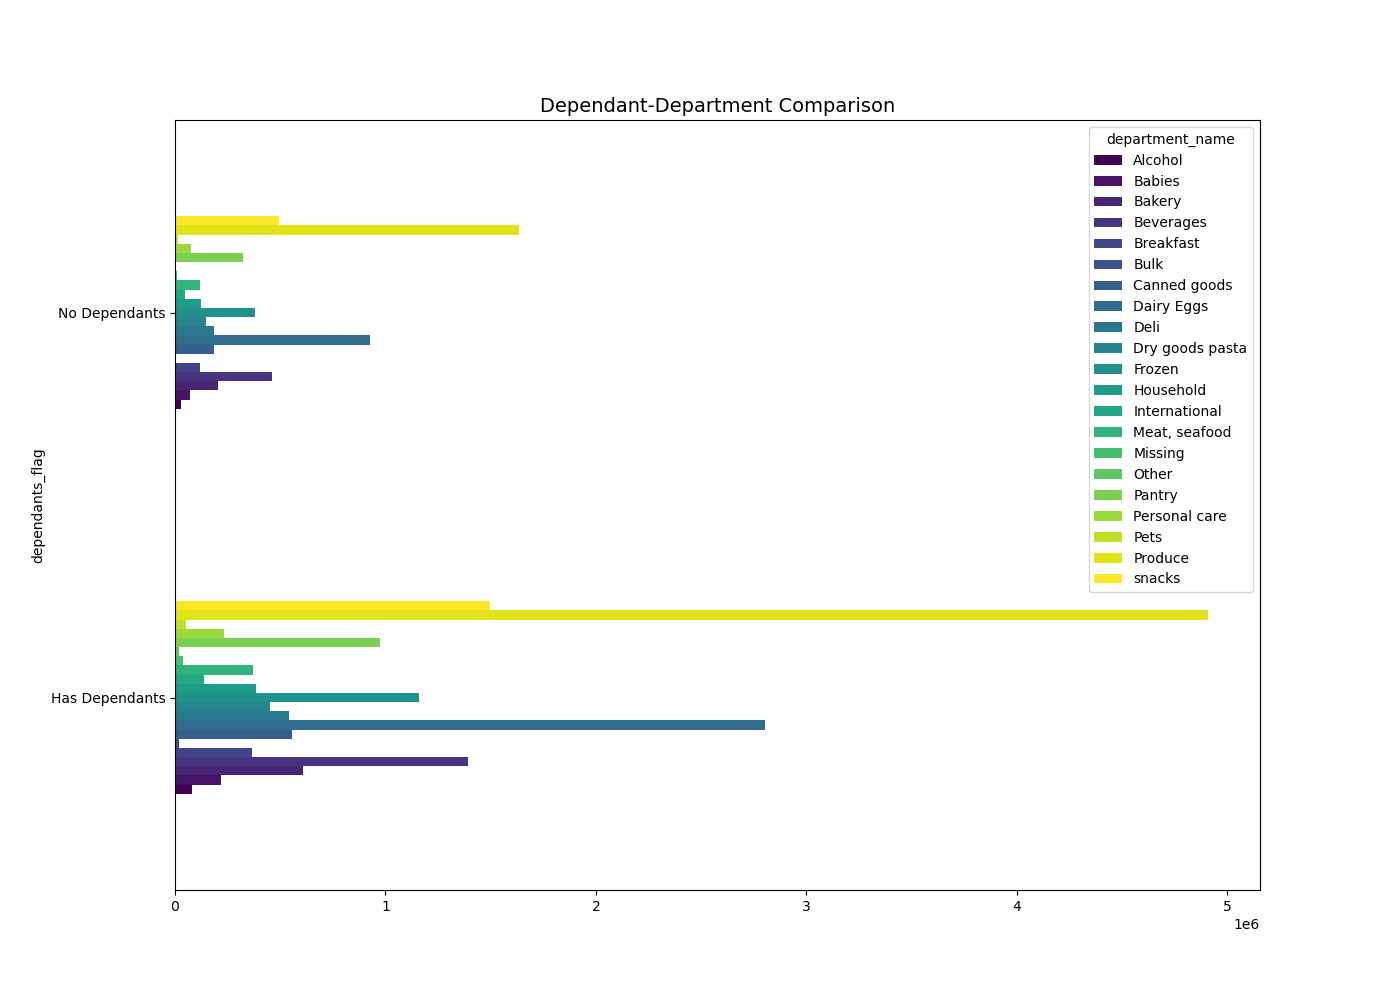 Dependant-Department Comparison
department_name
Alcohol
Babies
Bakery
Beverages
Breakfast
Bulk
Canned goods
Dairy Eggs
Deli
Dry goods pasta
Frozen
Household
International
Meat, seafood
Missing
Other
Pantry
Personal care
Pets
Produce
snacks
No Dependants
dependants_flag
Has Dependants
0 1 2 3 4 5
1e6